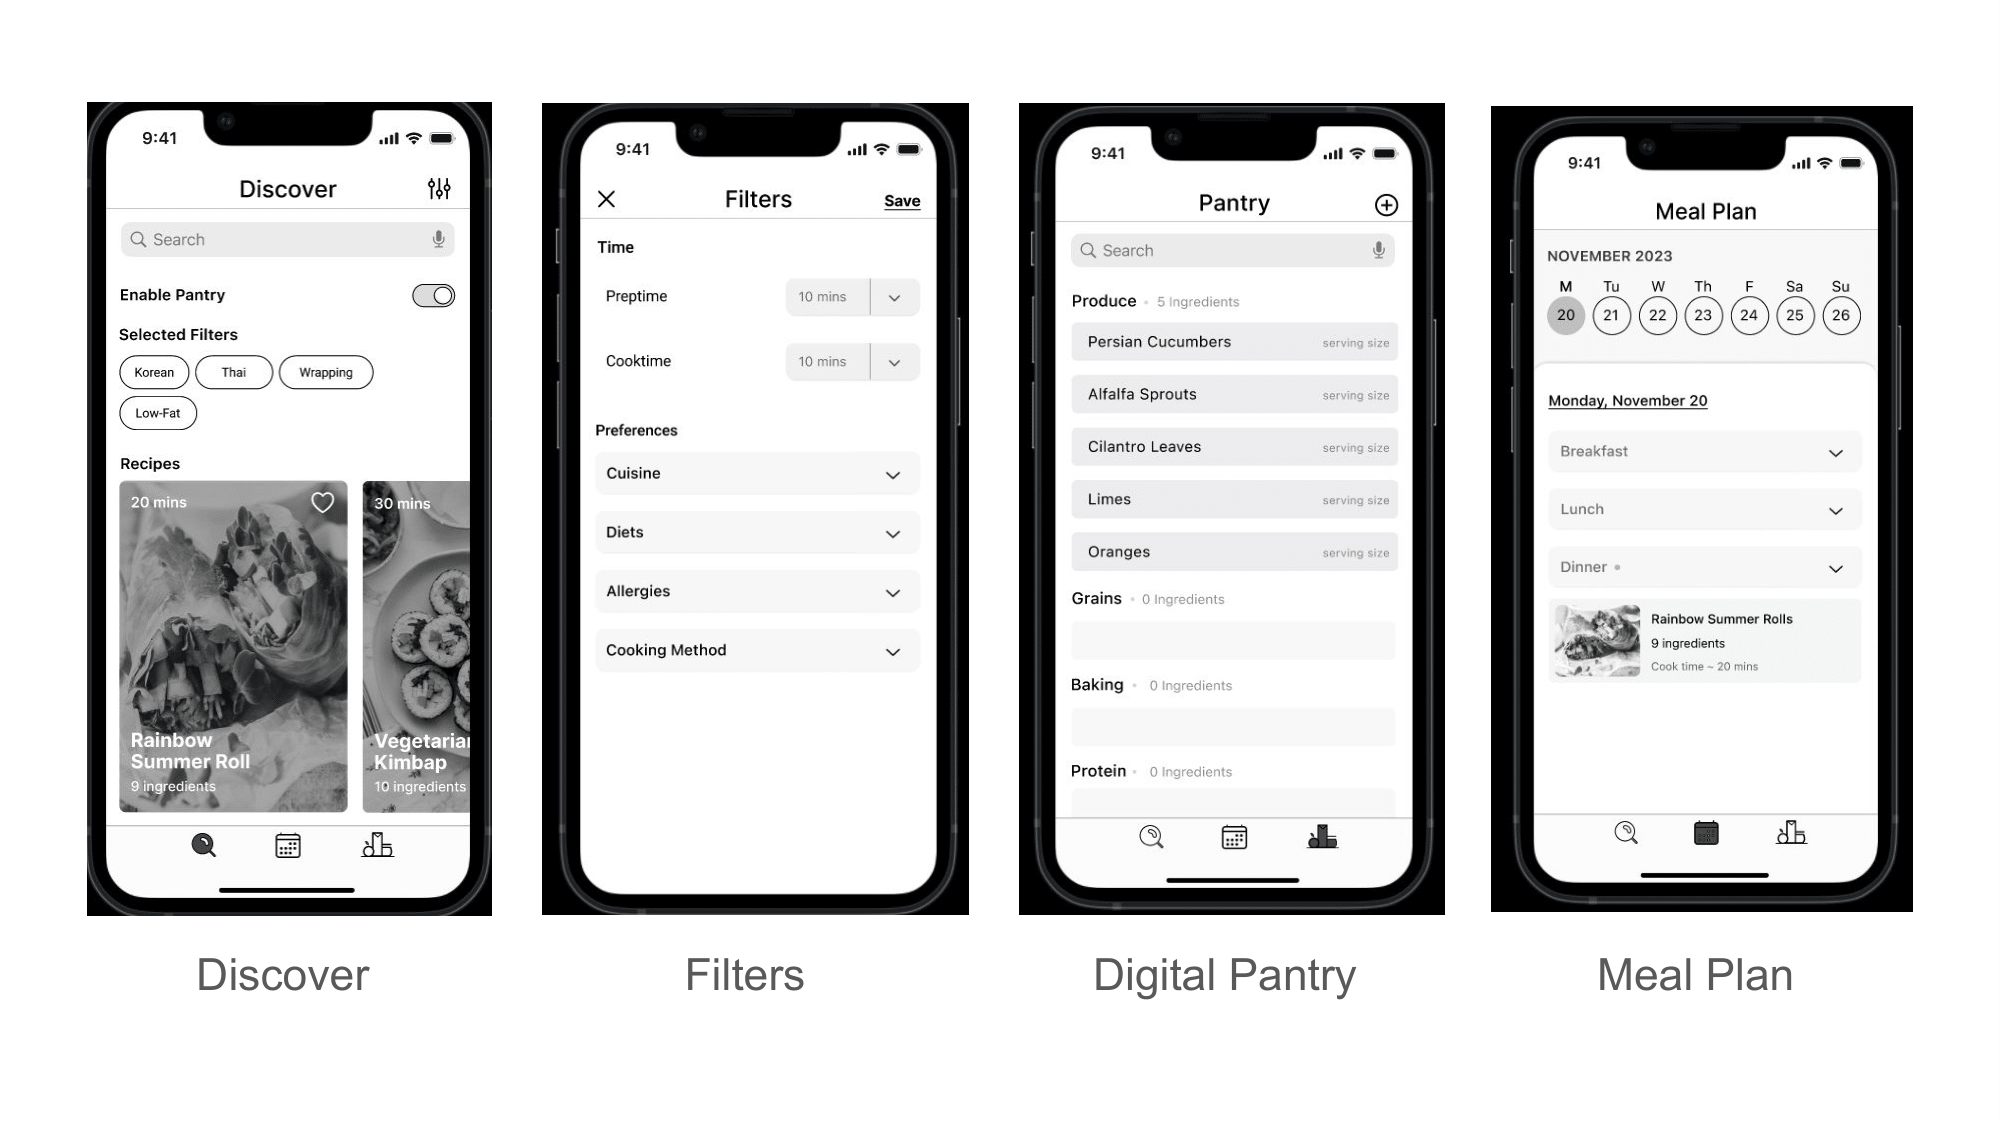 9:41
Discover
Search
Enable Pantry
Selected Filters
Korean Thai Wrapping
Low-Fat
Recipes
20 mins
Rainbow
Summer Roll
9 ingredients
30 mins
Vegetaria
Kimbap
10 ingredients
Discover
9:41
Filters Save
Time
Preptime 10 mins
Cooktime 10 mins
Preferences
Cuisine
Diets
Allergies
Cooking Method
Filters
9:41
Pantry
Search
Produce • 5 Ingredients
Persian Cucumbers serving size
Alfalfa Sprouts serving size
Cilantro Leaves serving size
Limes serving size
Oranges serving size
Grains • 0 Ingredients
Baking • 0 Ingredients
Protein • 0 Ingredients
Digital Pantry
9:41
Meal Plan
NOVEMBER 2023
M Tu W Th F Sa Su
20 21 22 23 24 25 26
Monday, November 20
Breakfast
Lunch
Dinner •
Rainbow Summer Rolls
9 ingredients
Cook time ~ 20 mins
Meal Plan